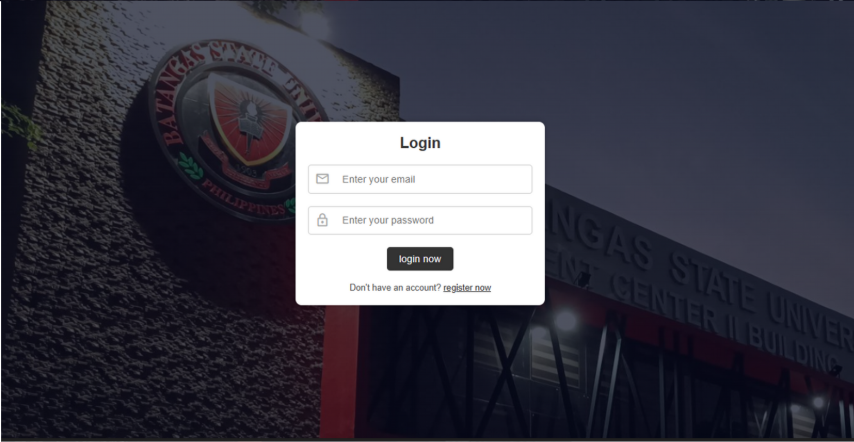 BATANGAS STATE UNI
PHILIPPINES
Login
Enter your email
Enter your password
login now
Don't have an account? register now
NGAS STATE UNIVER
ENT CENTER II BUILDING